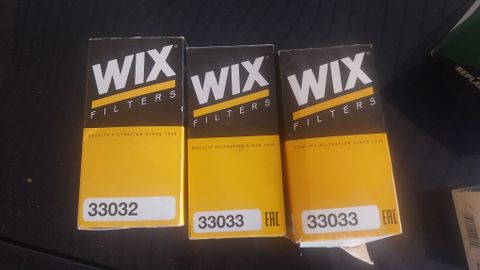 WIX®
FILTERS
QUALITY FILTRATION SINCE 1939
33032
WIX®
FILTERS
QUALITY FILTRATION SINCE 1939
33033
EAC
WIX®
FILTERS
QUALITY FILTRATION SINCE 1939
33033
EAC